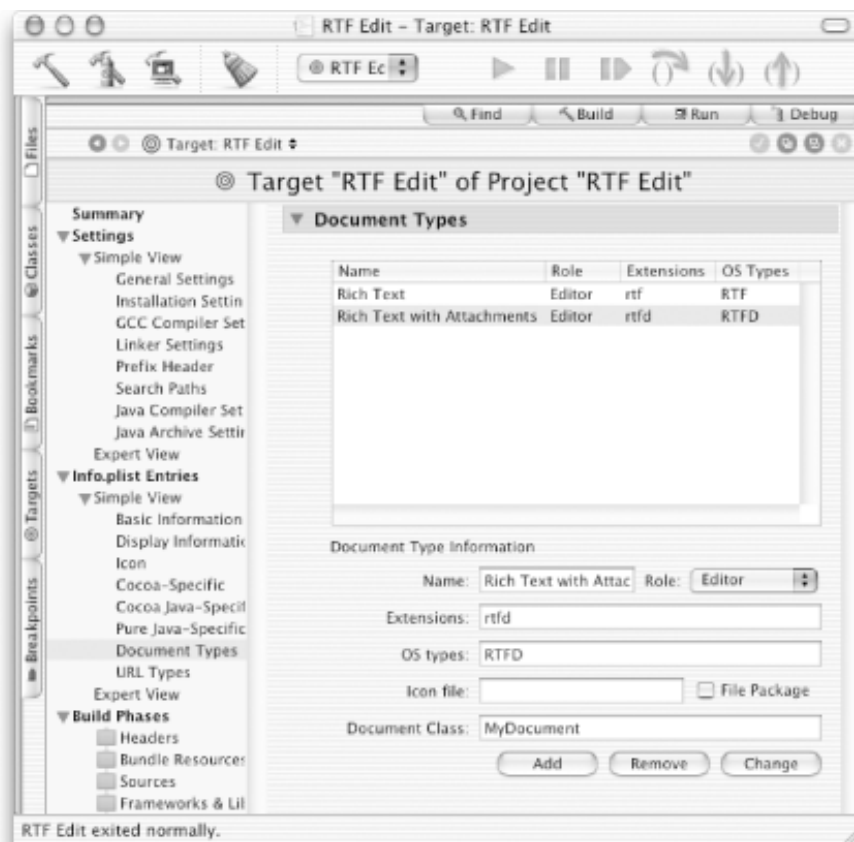 RTF Edit – Target: RTF Edit
RTF Ec
Find Build Run Debug
Target: RTF Edit
Target "RTF Edit" of Project "RTF Edit"
Files
Classes
Bookmarks
Targets
Breakpoints
Summary
Settings
Simple View
General Settings
Installation Settin
GCC Compiler Set
Linker Settings
Prefix Header
Search Paths
Java Compiler Set
Java Archive Settin
Expert View
Info.plist Entries
Simple View
Basic Information
Display Informatic
Icon
Cocoa-Specific
Cocoa Java-Specif
Pure Java-Specific
Document Types
URL Types
Expert View
Build Phases
Headers
Bundle Resources
Sources
Frameworks & Lil
Document Types
Name Role Extensions OS Types
Rich Text Editor rtf RTF
Rich Text with Attachments Editor rtfd RTFD
Document Type Information
Name: Rich Text with Attac Role: Editor
Extensions: rtfd
OS types: RTFD
Icon file: File Package
Document Class: MyDocument
Add Remove Change
RTF Edit exited normally.